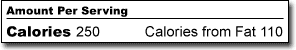 Amount Per Serving
Calories 250 Calories from Fat 110